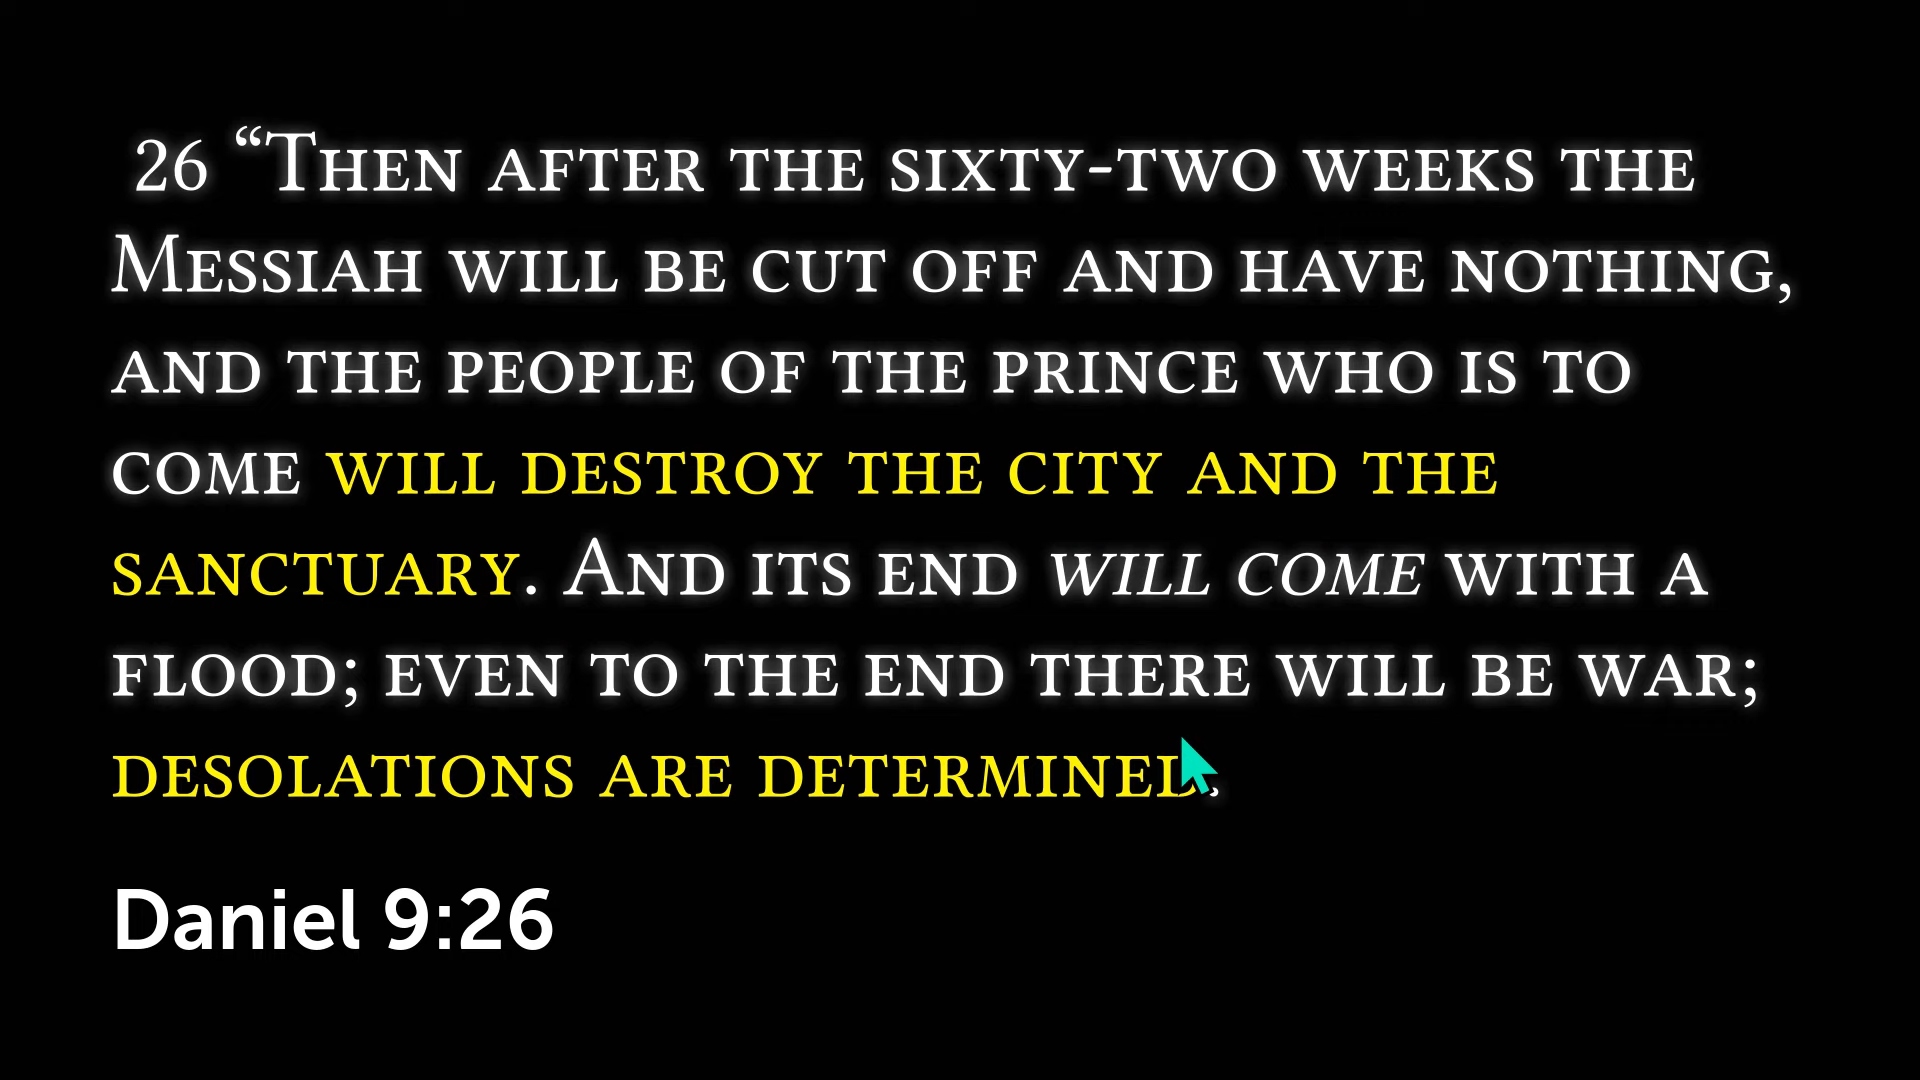 26 “Then after the sixty-two weeks the
Messiah will be cut off and have nothing,
and the people of the prince who is to
come will destroy the city and the
sanctuary. And its end will come with a
flood; even to the end there will be war;
desolations are determined.
Daniel 9:26